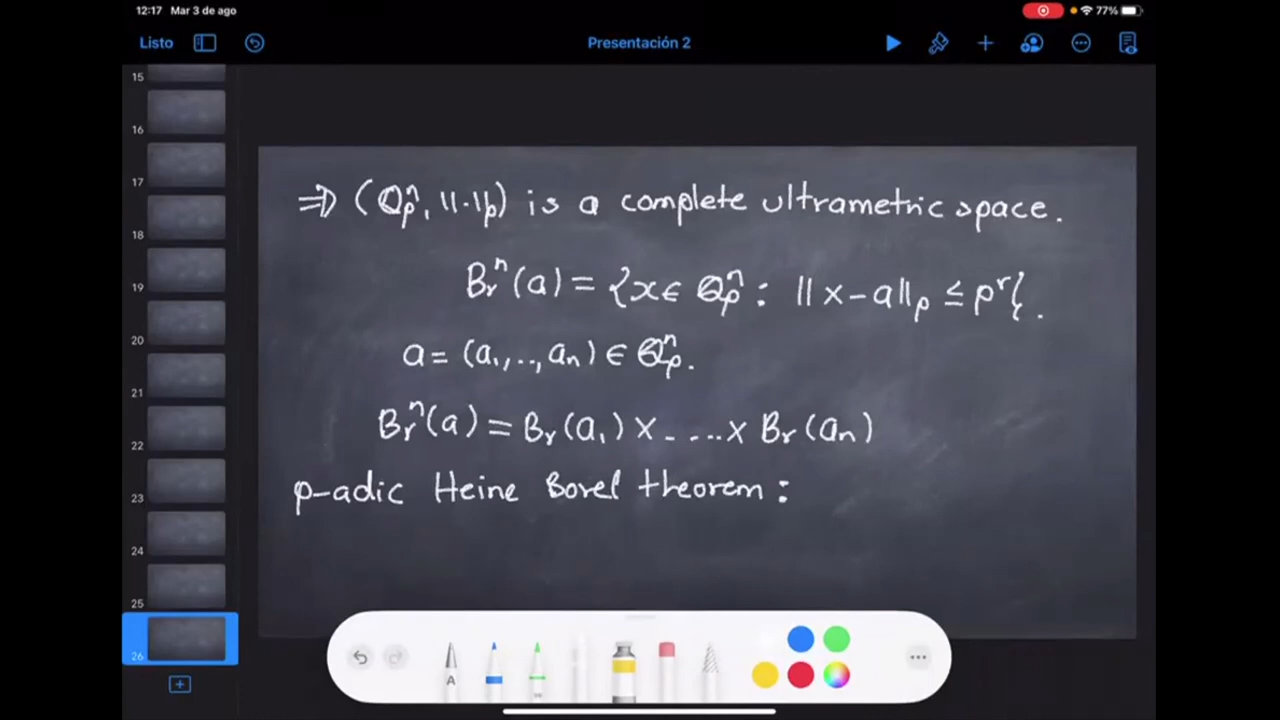 12:17 Mar 3 de ago 77%
Listo Presentación 2
15
16
17
18
19
20
21
22
23
24
25
26
⇒ (ℚₚⁿ, ||·||ₚ) is a complete ultrametric space.
Bᵣⁿ(a) = {x ∈ ℚₚⁿ : ||x-a||ₚ ≤ pʳ}.
a = (a₁,..,aₙ) ∈ ℚₚⁿ.
Bᵣⁿ(a) = Bᵣ(a₁) × - ... × Bᵣ(aₙ)
p-adic Heine Borel theorem:
A